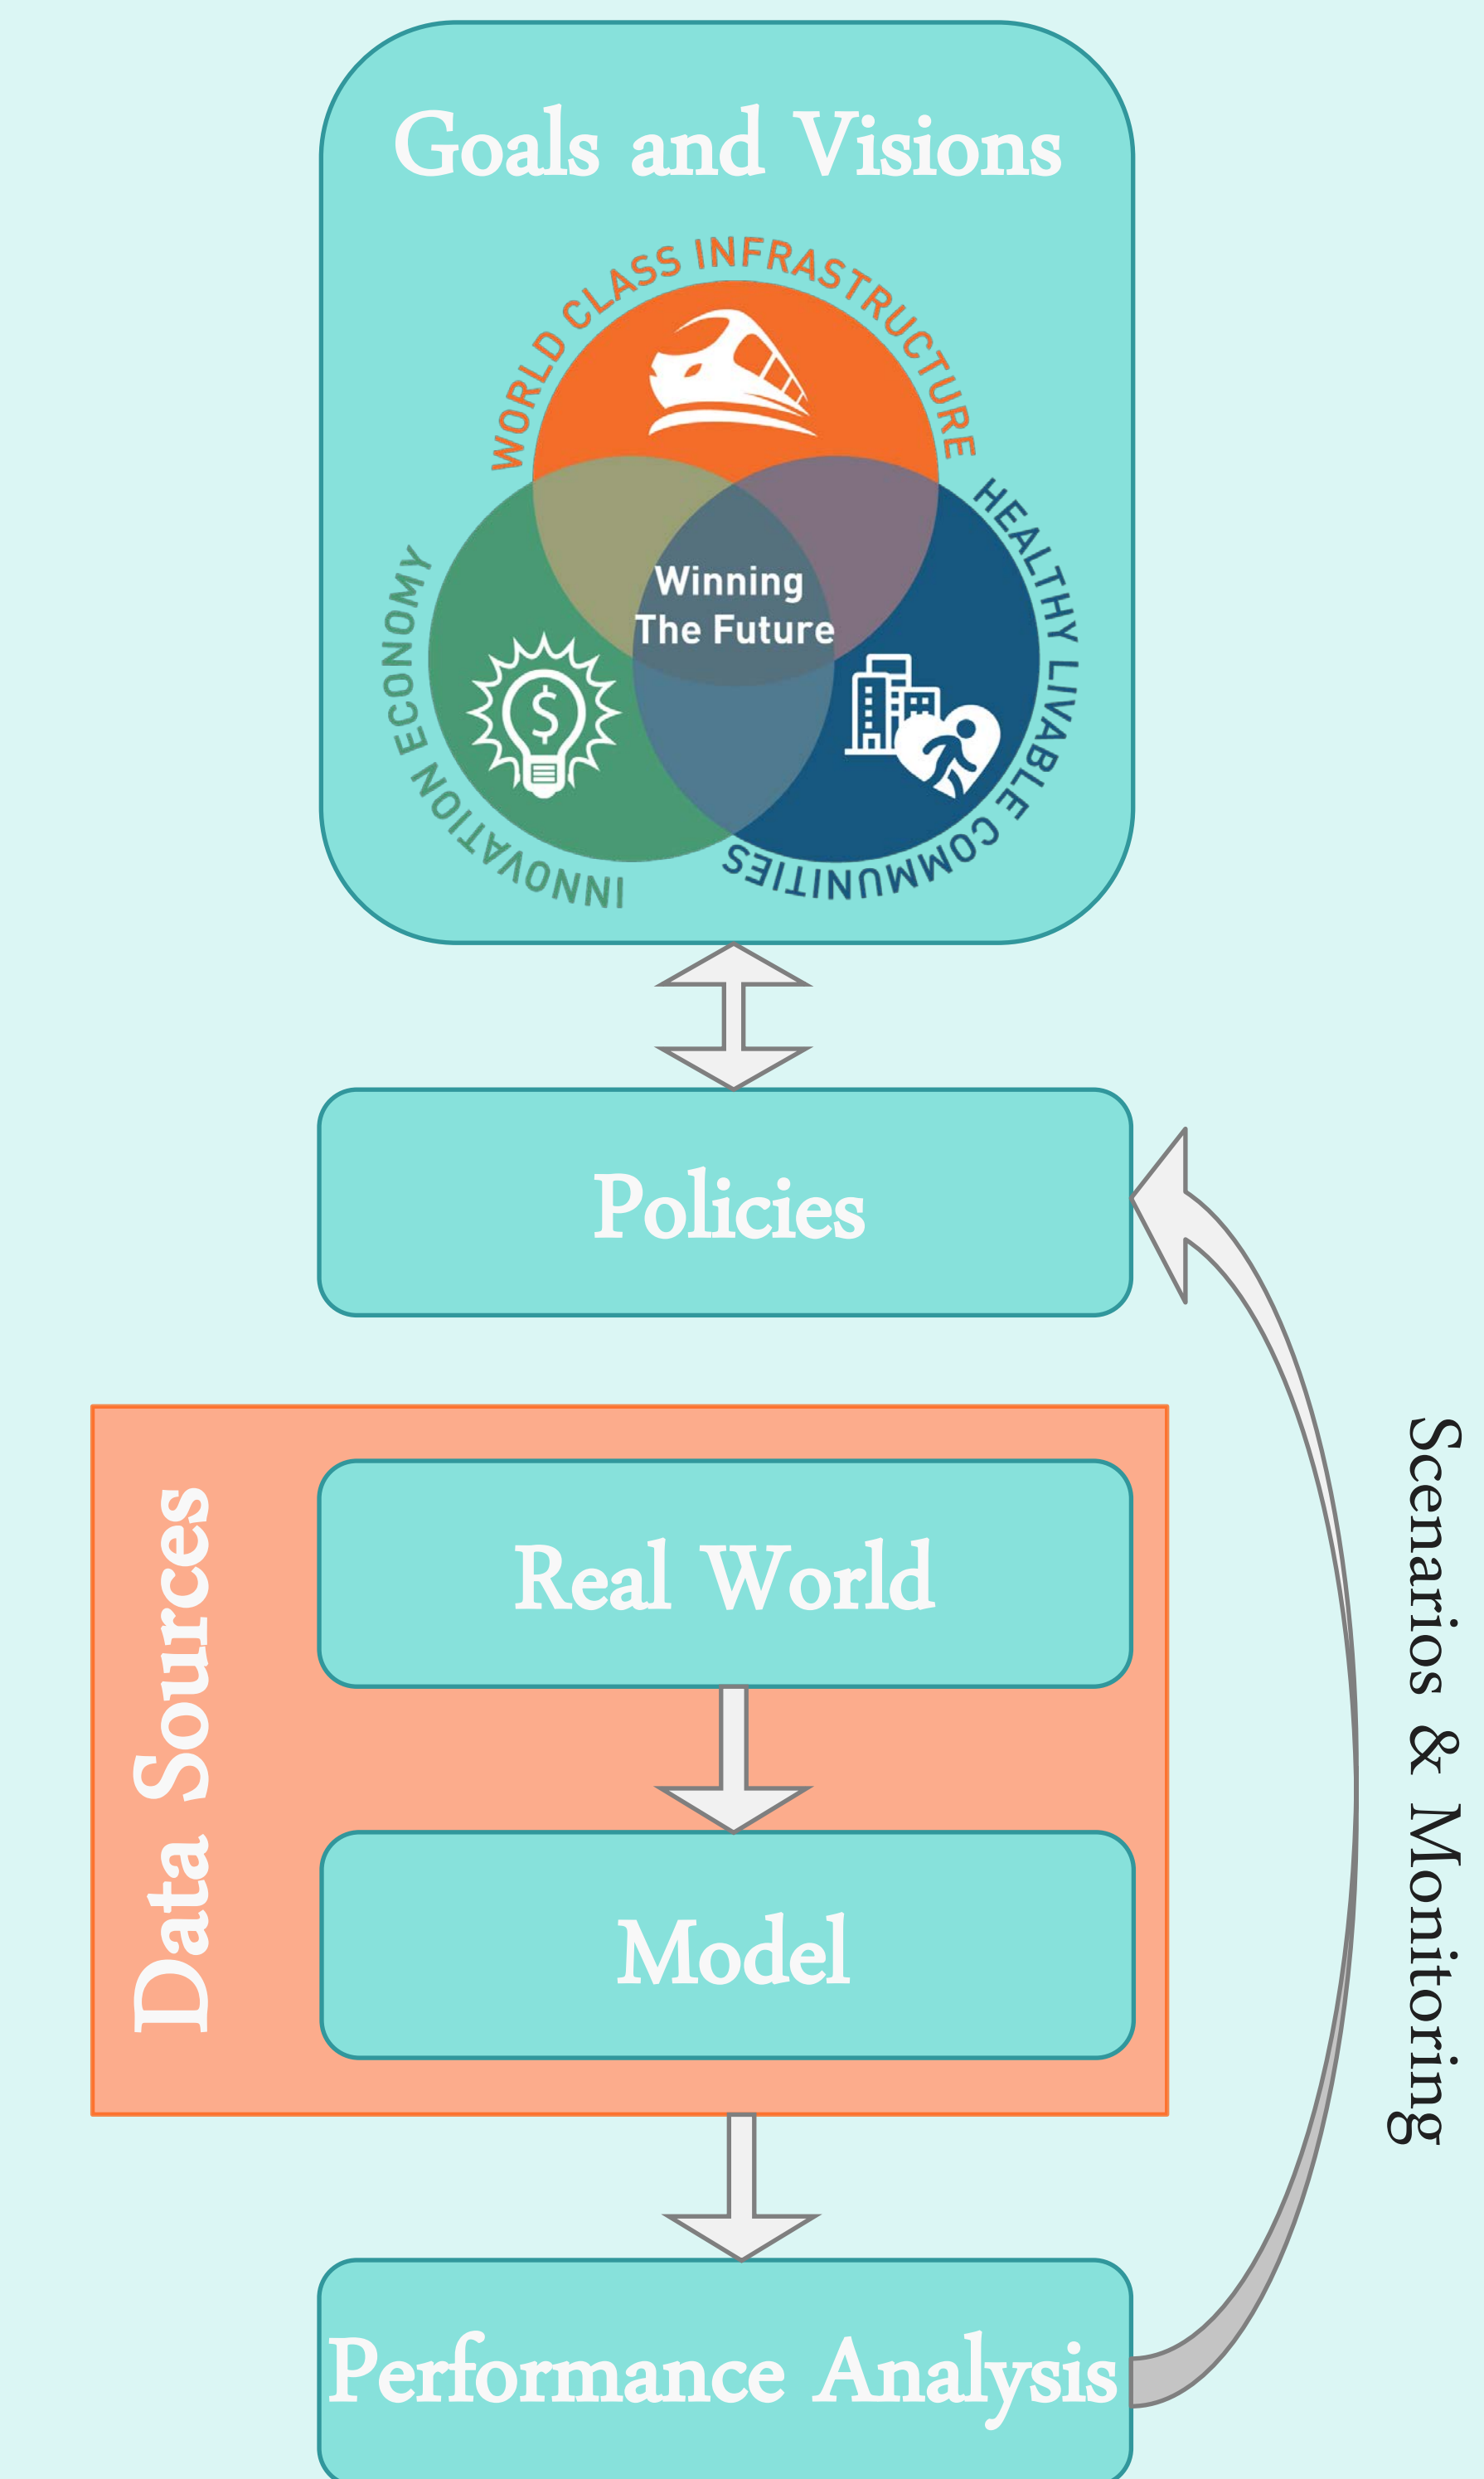 Goals and Visions
WORLD CLASS INFRASTRUCTURE
HEALTHY LIVABLE COMMUNITIES
INNOVATION ECONOMY
Winning
The Future
$
Policies
Data Sources
Real World
Model
Scenarios & Monitoring
Performance Analysis